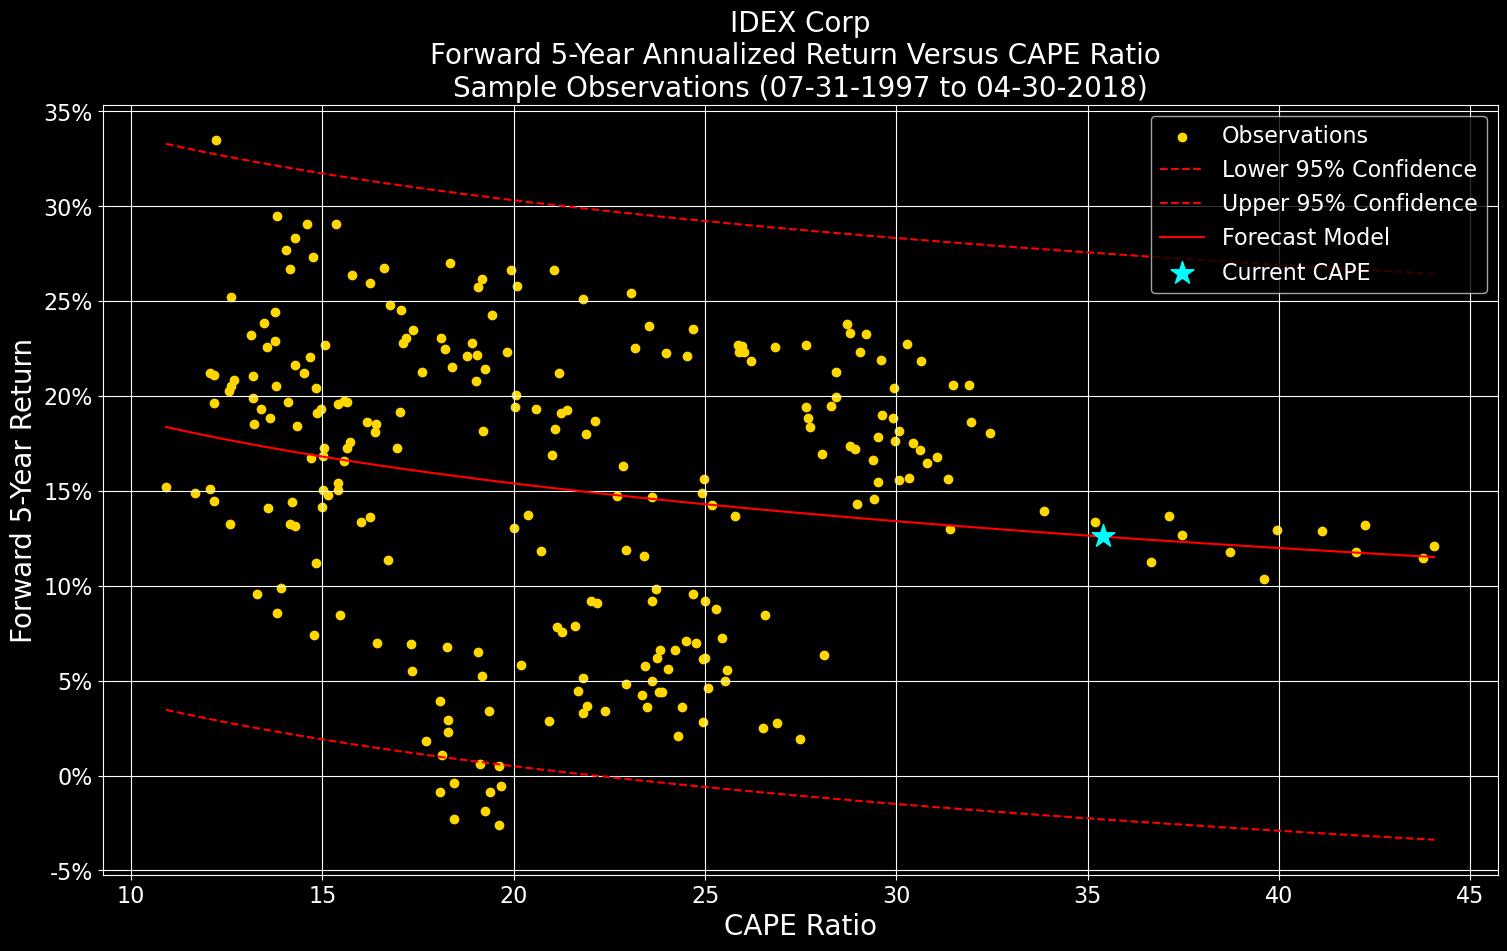 IDEX Corp
Forward 5-Year Annualized Return Versus CAPE Ratio
Sample Observations (07-31-1997 to 04-30-2018)
Observations
Lower 95% Confidence
Upper 95% Confidence
Forecast Model
Current CAPE
Forward 5-Year Return
35%
30%
25%
20%
15%
10%
5%
0%
-5%
10 15 20 25 30 35 40 45
CAPE Ratio